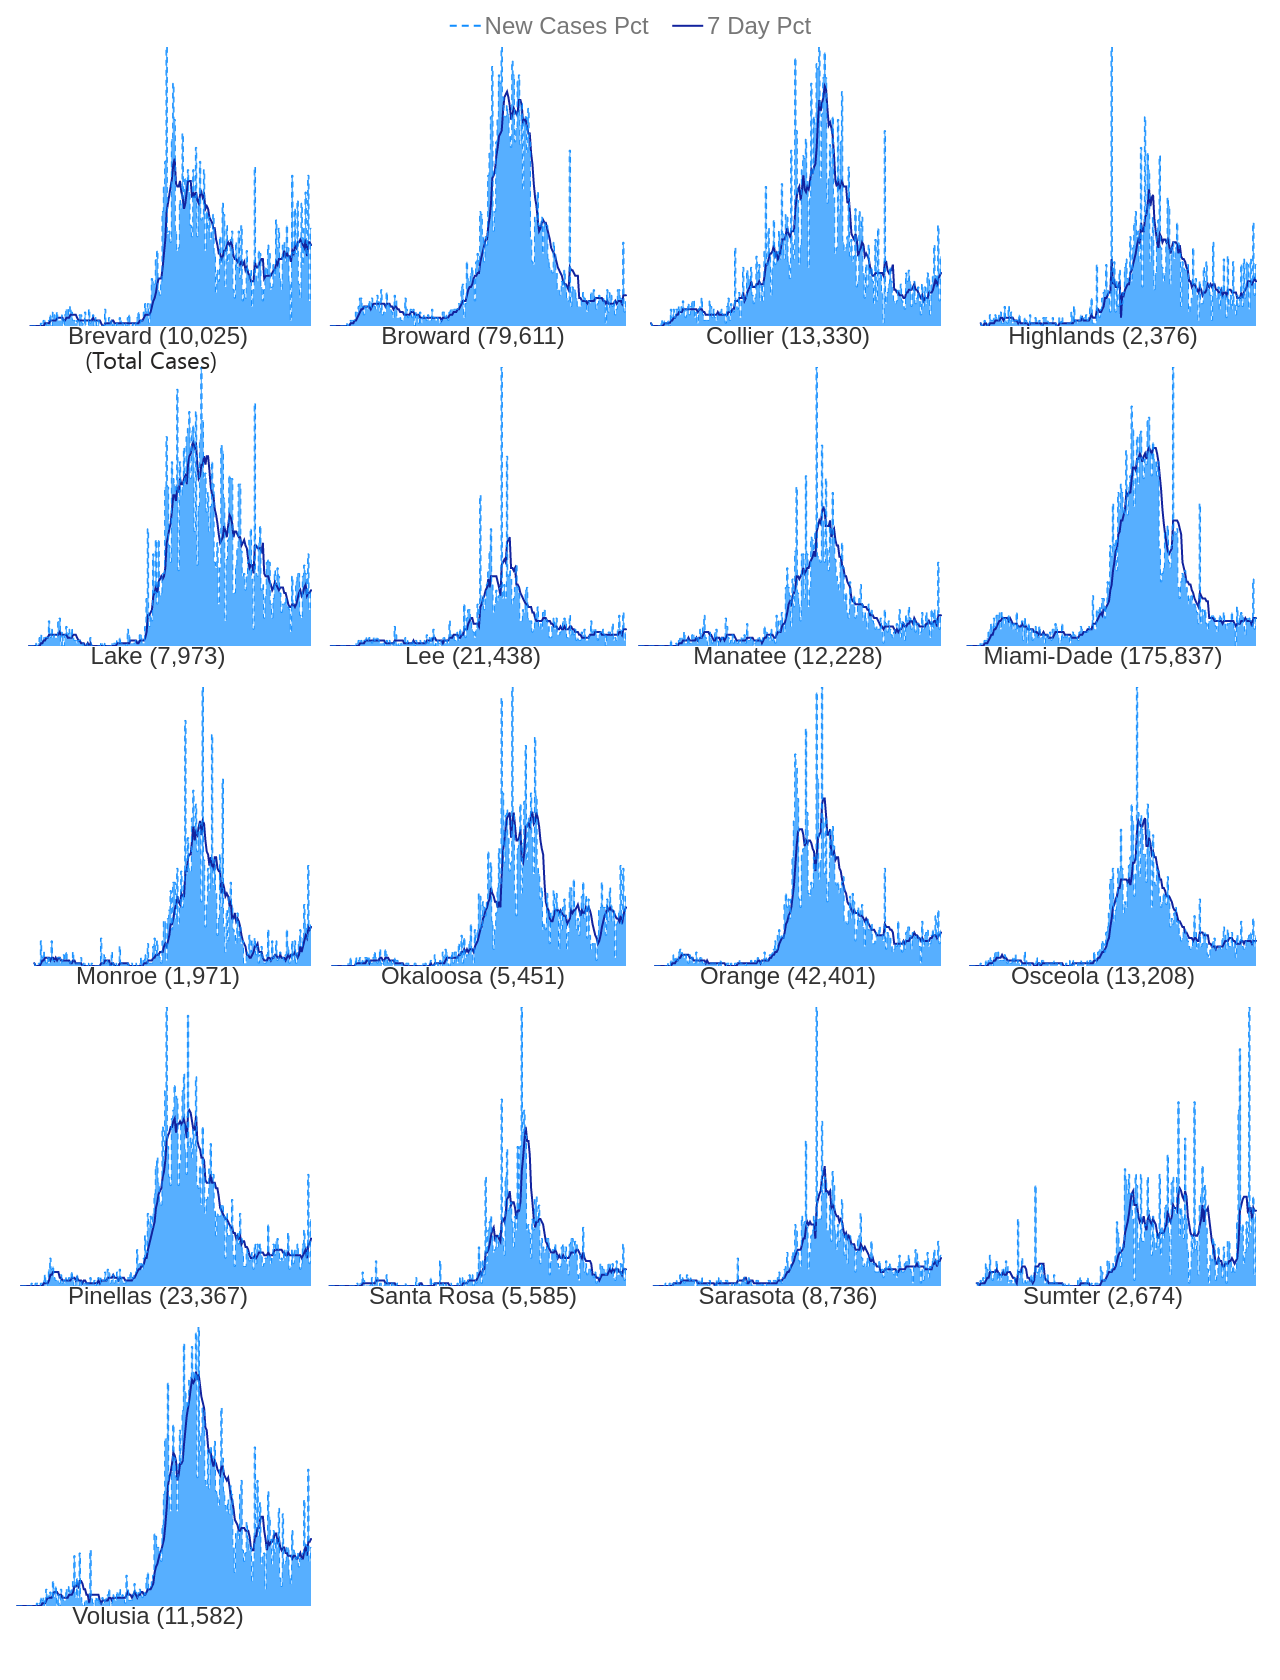 New Cases Pct 7 Day Pct
Brevard (10,025) Broward (79,611) Collier (13,330) Highlands (2,376)
(Total Cases)
Lake (7,973) Lee (21,438) Manatee (12,228) Miami-Dade (175,837)
Monroe (1,971) Okaloosa (5,451) Orange (42,401) Osceola (13,208)
Pinellas (23,367) Santa Rosa (5,585) Sarasota (8,736) Sumter (2,674)
Volusia (11,582)